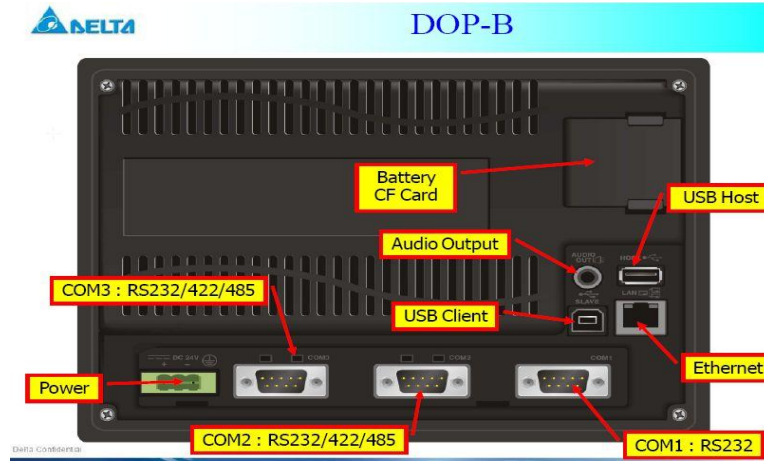 DELTA
DOP-B
Battery
CF Card
USB Host
Audio Output
AUDIO
OUT
HOST
COM3 : RS232/422/485
SLAVE
LAN
USB Client
DC 24V
COM3
COM2
COM1
Ethernet
Power
COM2 : RS232/422/485
COM1 : RS232
Delta Confidential